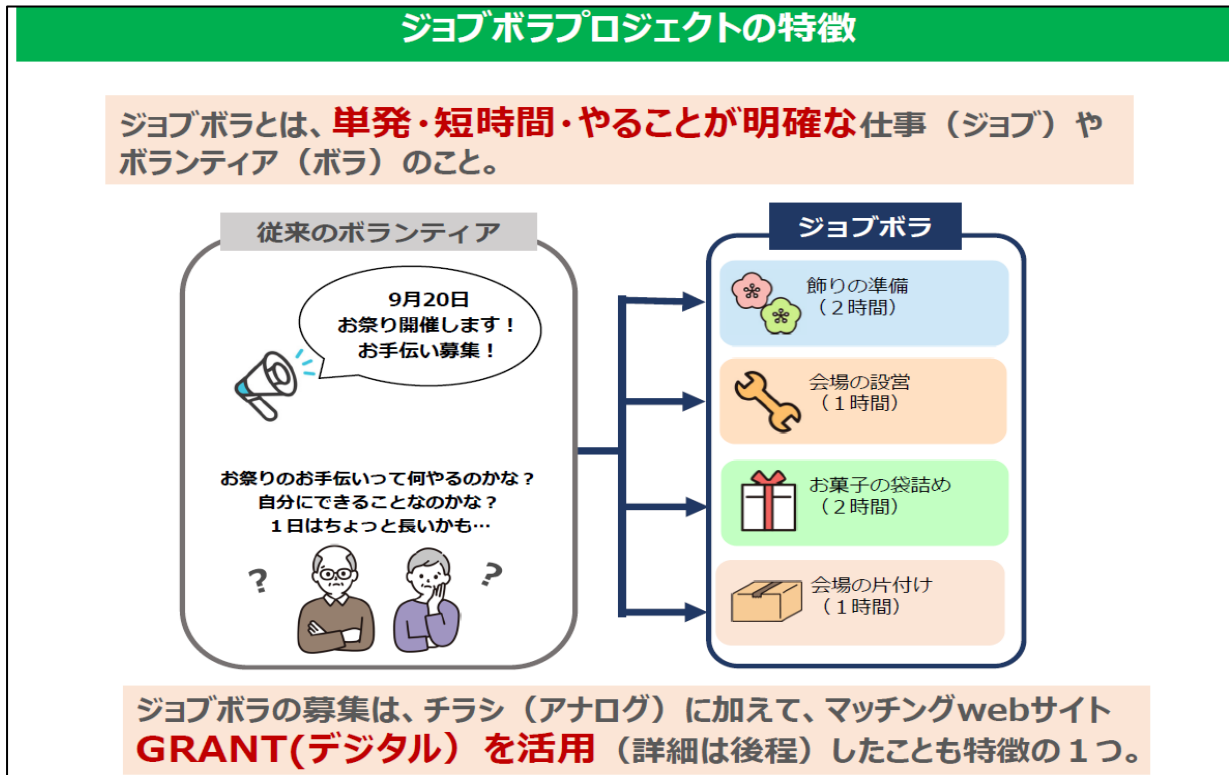 ジョブボラプロジェクトの特徴
ジョブボラとは、単発・短時間・やることが明確な仕事（ジョブ）や
ボランティア（ボラ）のこと。
従来のボランティア
9月20日
お祭り開催します！
お手伝い募集！
お祭りのお手伝いって何やるのかな？
自分にできることなのかな？
１日はちょっと長いかも…
?
?
ジョブボラ
飾りの準備
（２時間）
会場の設営
（１時間）
お菓子の袋詰め
（２時間）
会場の片付け
（１時間）
ジョブボラの募集は、チラシ（アナログ）に加えて、マッチングwebサイト
GRANT(デジタル）を活用（詳細は後程）したことも特徴の１つ。